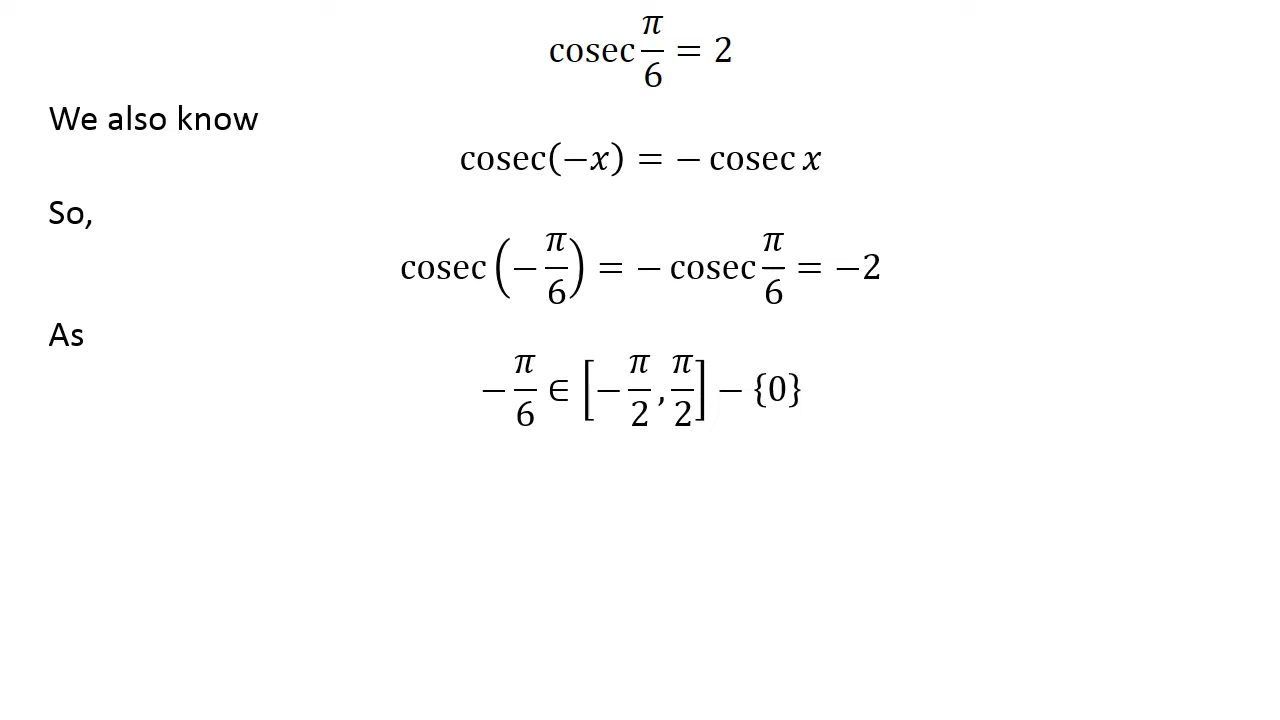 cosec π/6 = 2
We also know
cosec(−x) = − cosec x
So,
cosec (−π/6) = − cosec π/6 = −2
As
−π/6 ∈ [−π/2, π/2] − {0}